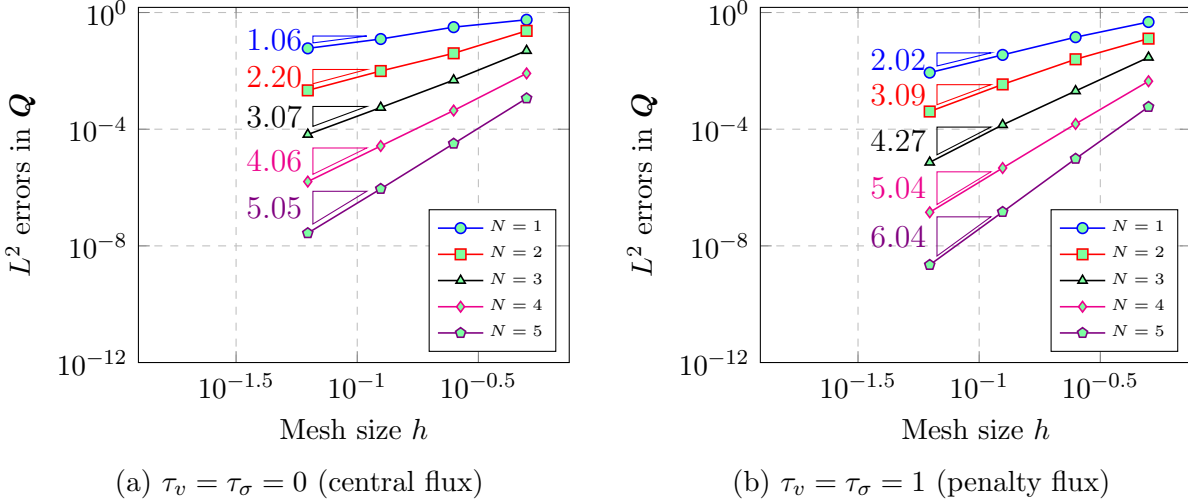 10^0
10^{-4}
10^{-8}
10^{-12}
L^2 errors in Q
1.06
2.20
3.07
4.06
5.05
N = 1
N = 2
N = 3
N = 4
N = 5
10^{-1.5} 10^{-1} 10^{-0.5}
Mesh size h
(a) τ_v = τ_σ = 0 (central flux)
10^0
10^{-4}
10^{-8}
10^{-12}
L^2 errors in Q
2.02
3.09
4.27
5.04
6.04
N = 1
N = 2
N = 3
N = 4
N = 5
10^{-1.5} 10^{-1} 10^{-0.5}
Mesh size h
(b) τ_v = τ_σ = 1 (penalty flux)